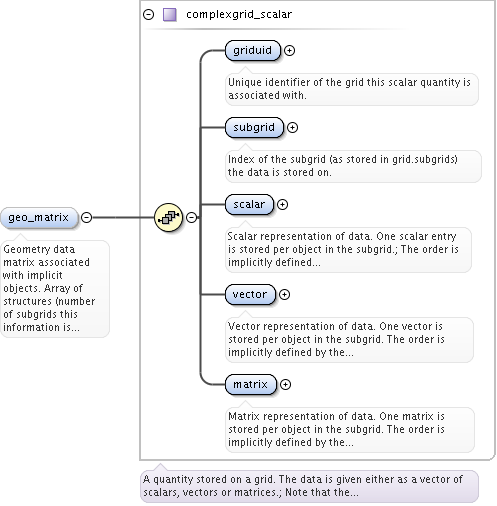 complexgrid_scalar
griduid
Unique identifier of the grid this scalar quantity is
associated with.
subgrid
Index of the subgrid (as stored in grid.subgrids)
the data is stored on.
geo_matrix
Geometry data
matrix associated
with implicit
objects. Array of
structures (number
of subgrids this
information is...
scalar
Scalar representation of data. One scalar entry
is stored per object in the subgrid.; The order is
implicitly defined...
vector
Vector representation of data. One vector is
stored per object in the subgrid. The order is
implicitly defined by the...
matrix
Matrix representation of data. One matrix is
stored per object in the subgrid. The order is
implicitly defined by the...
A quantity stored on a grid. The data is given either as a vector of
scalars, vectors or matrices.; Note that the...